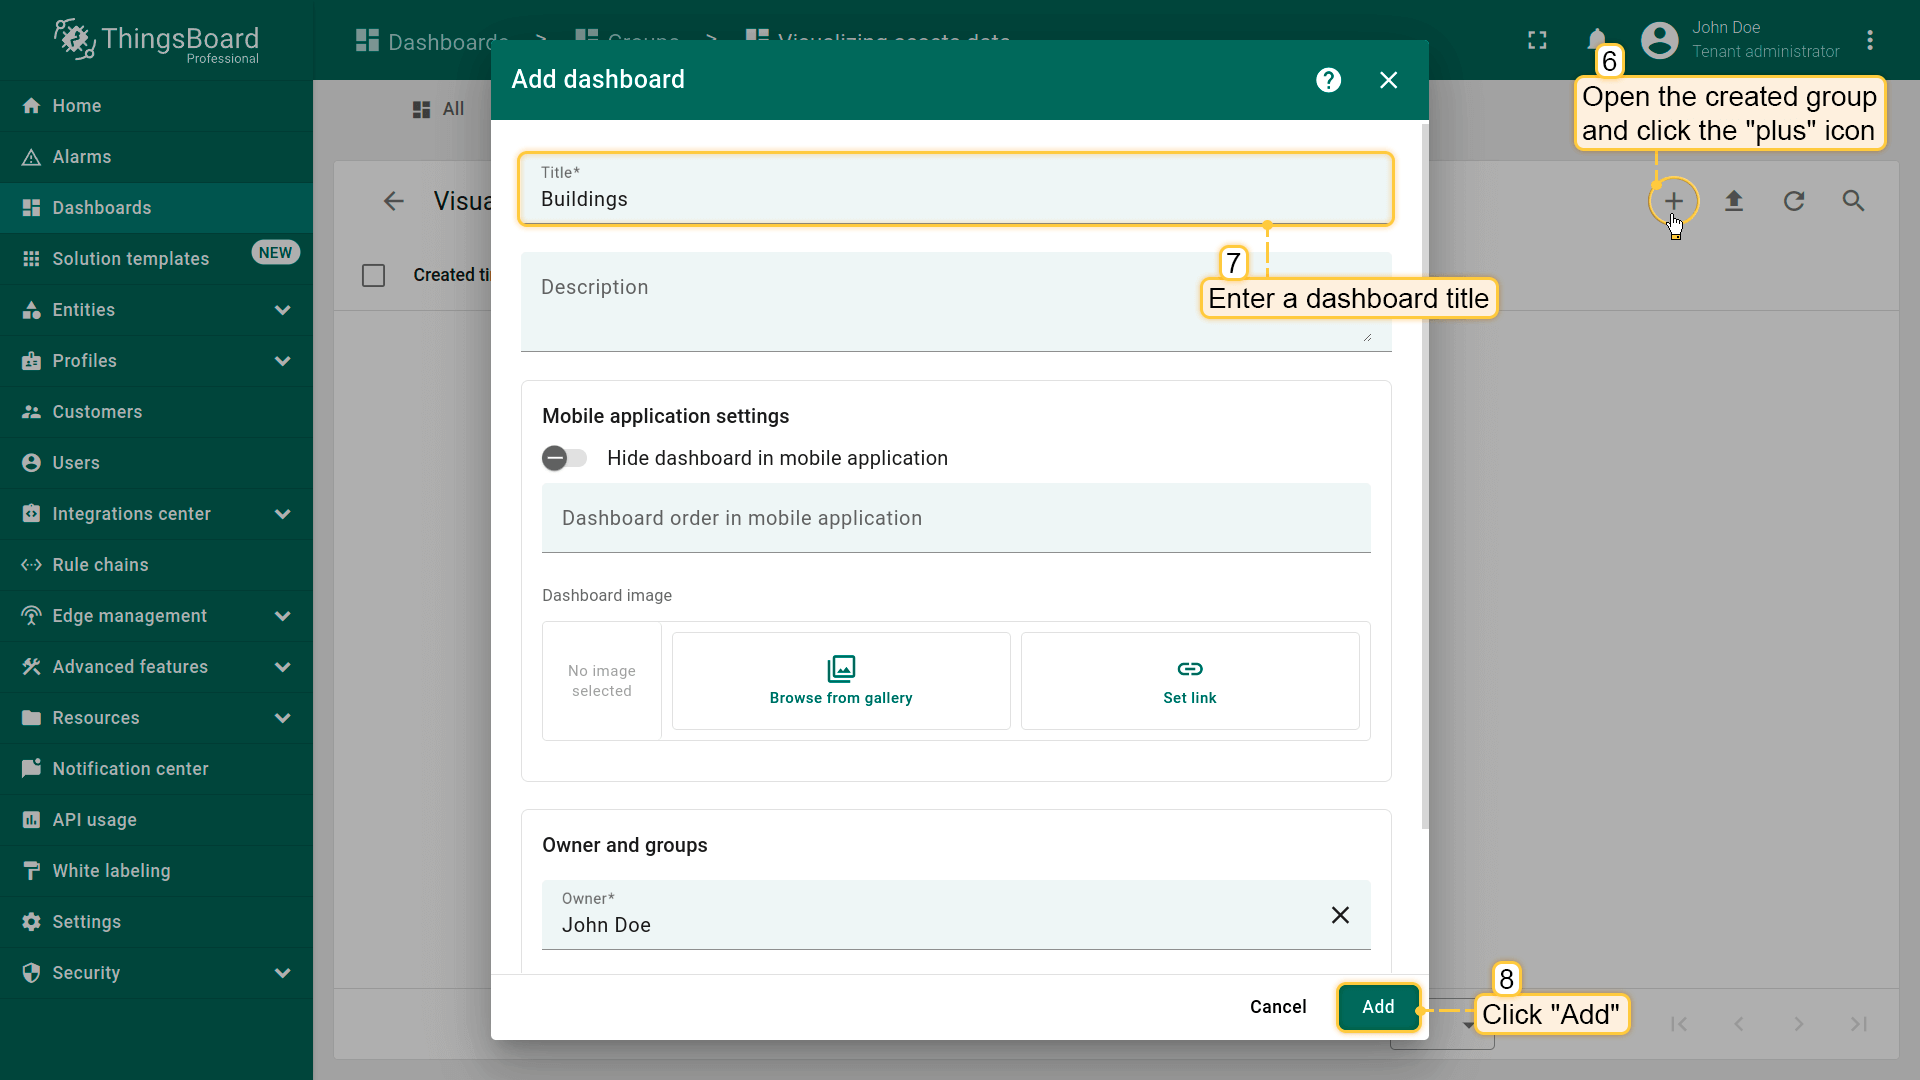 ThingsBoard
Professional
Dashboards > Groups > Visualizing assets data
John Doe
Tenant administrator
Home
Alarms
Dashboards
Solution templates
NEW
Entities
Profiles
Customers
Users
Integrations center
Rule chains
Edge management
Advanced features
Resources
Notification center
API usage
White labeling
Settings
Security
All
Visua
Created ti
Add dashboard
Title*
Buildings
Description
Mobile application settings
Hide dashboard in mobile application
Dashboard order in mobile application
Dashboard image
No image
selected
Browse from gallery
Set link
Owner and groups
Owner*
John Doe
Cancel
Add
6
Open the created group
and click the "plus" icon
7
Enter a dashboard title
8
Click "Add"